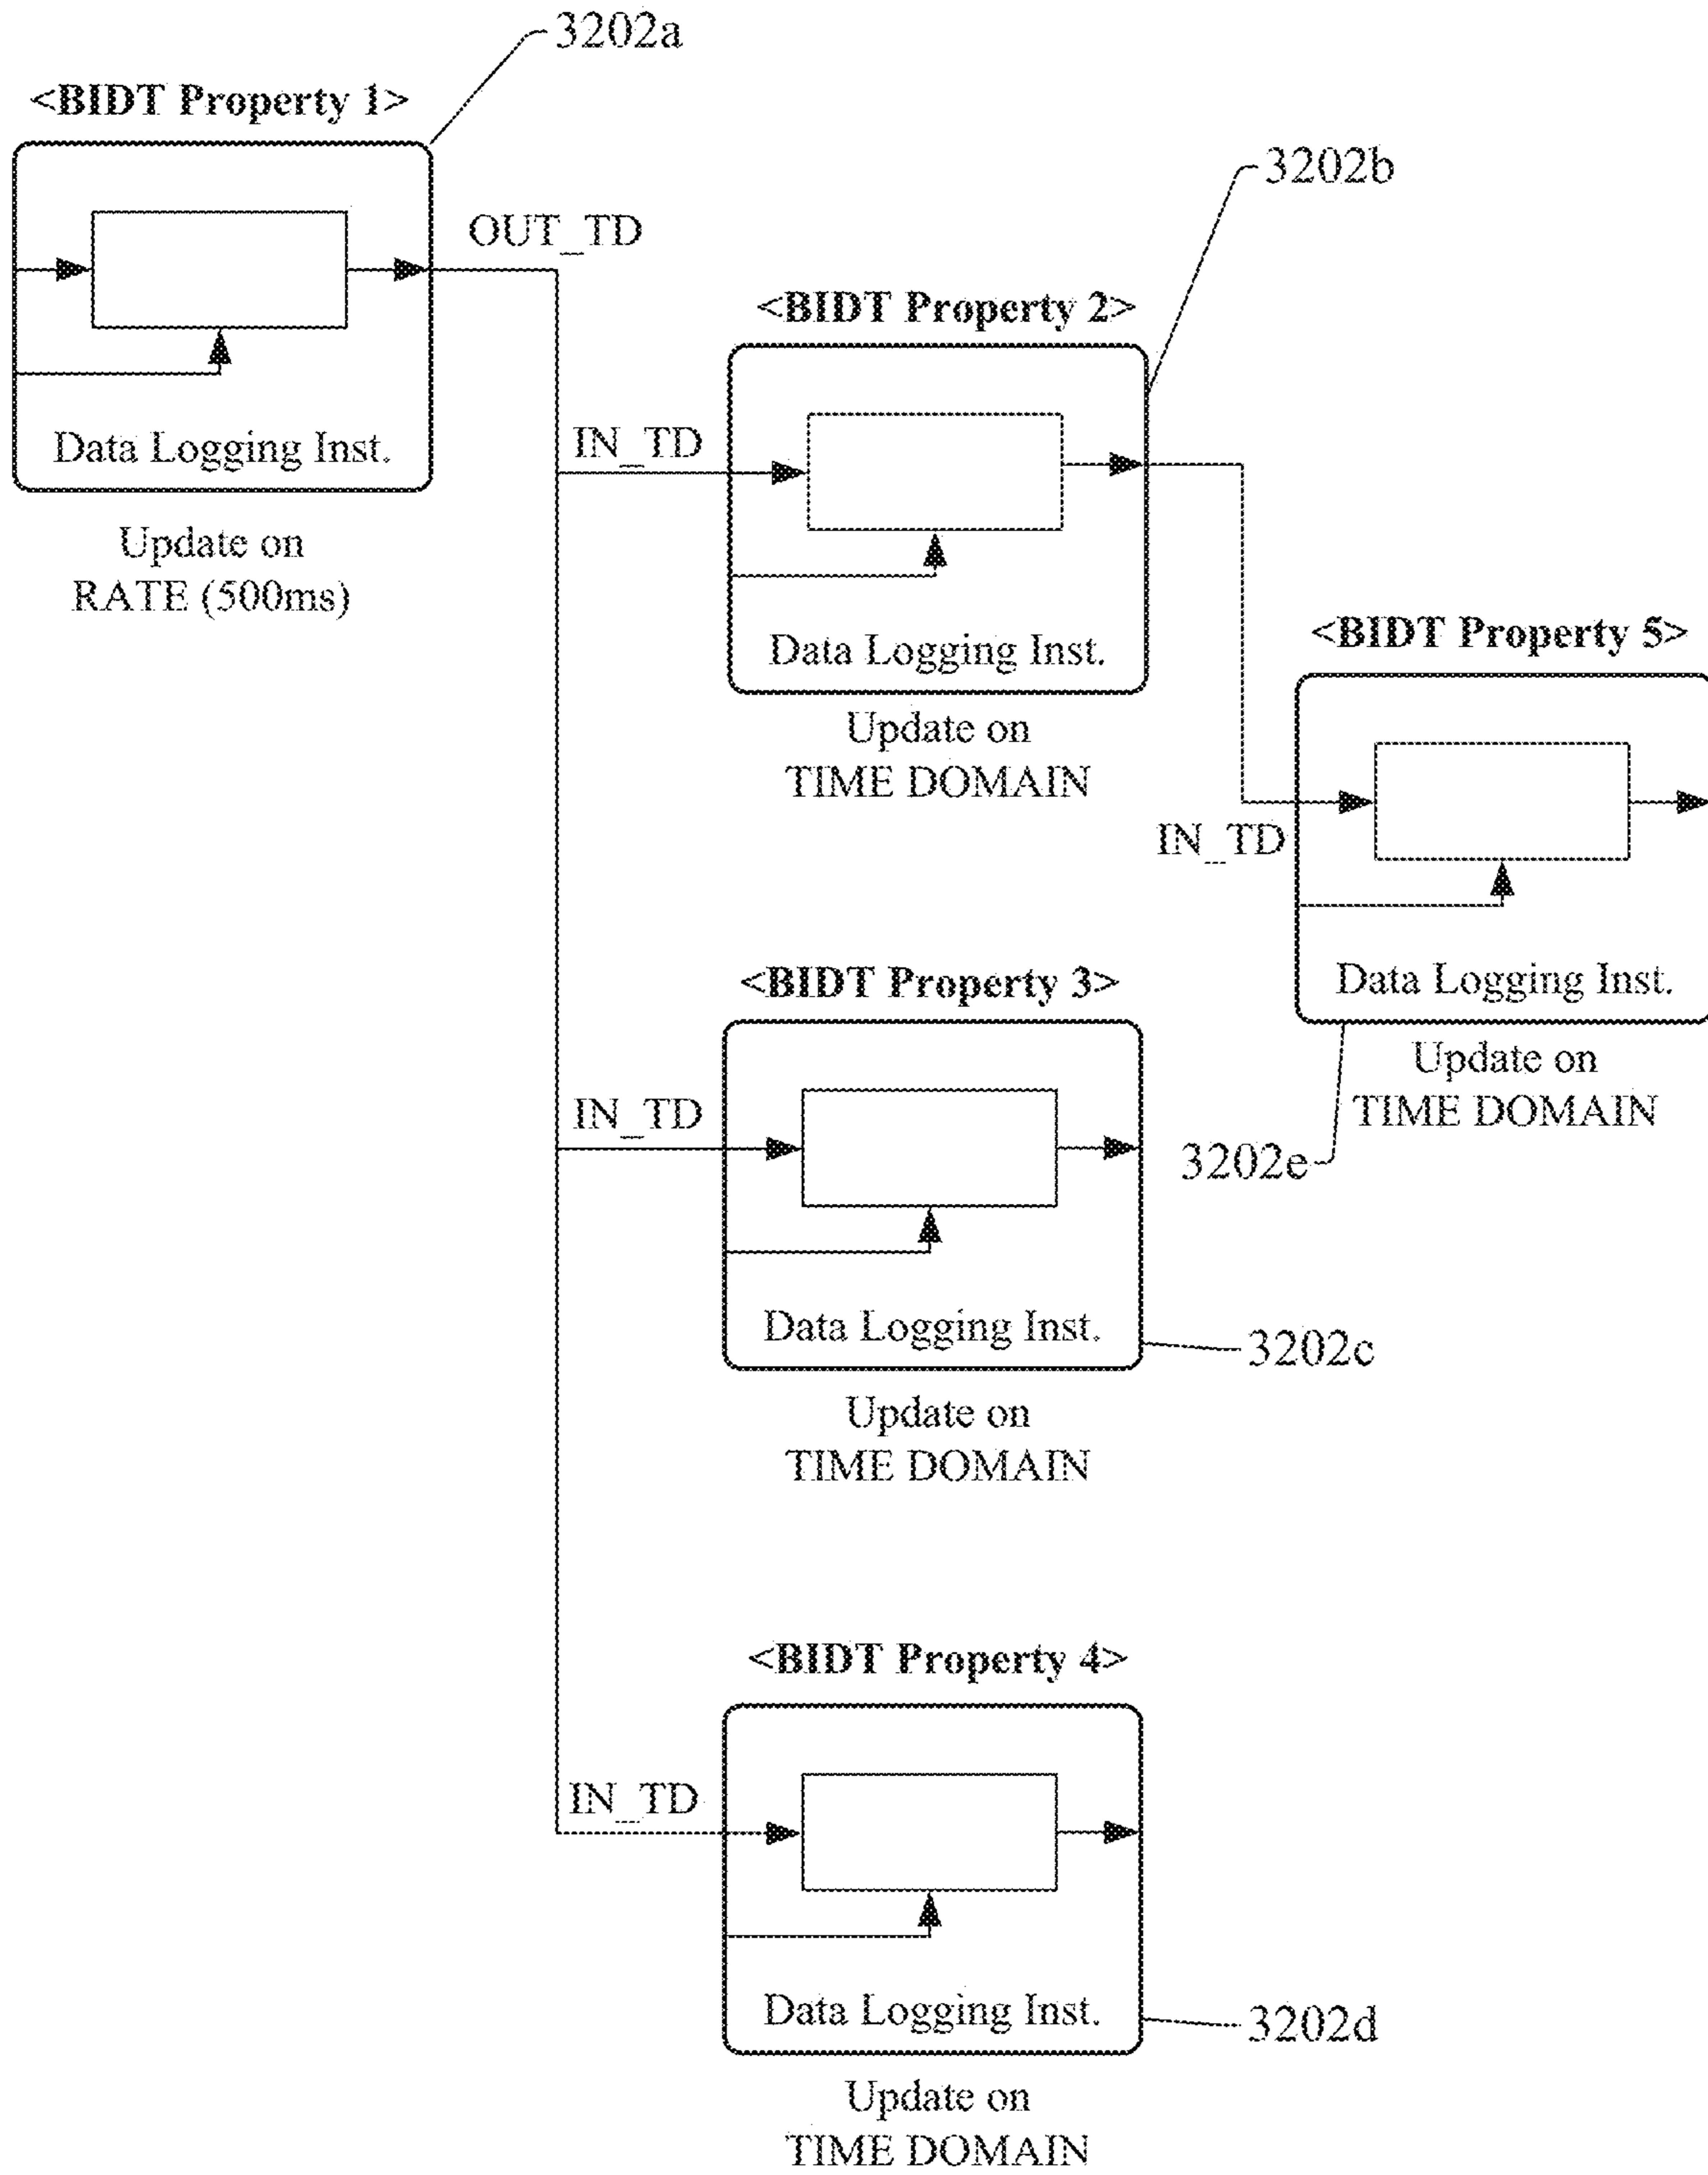 3202a
<BIDT Property 1>
OUT_TD
Data Logging Inst.
Update on
RATE (500ms)
3202b
<BIDT Property 2>
IN_TD
Data Logging Inst.
Update on
TIME DOMAIN
<BIDT Property 5>
IN_TD
Data Logging Inst.
Update on
TIME DOMAIN
3202e
<BIDT Property 3>
IN_TD
Data Logging Inst.
3202c
Update on
TIME DOMAIN
<BIDT Property 4>
IN_TD
Data Logging Inst.
3202d
Update on
TIME DOMAIN